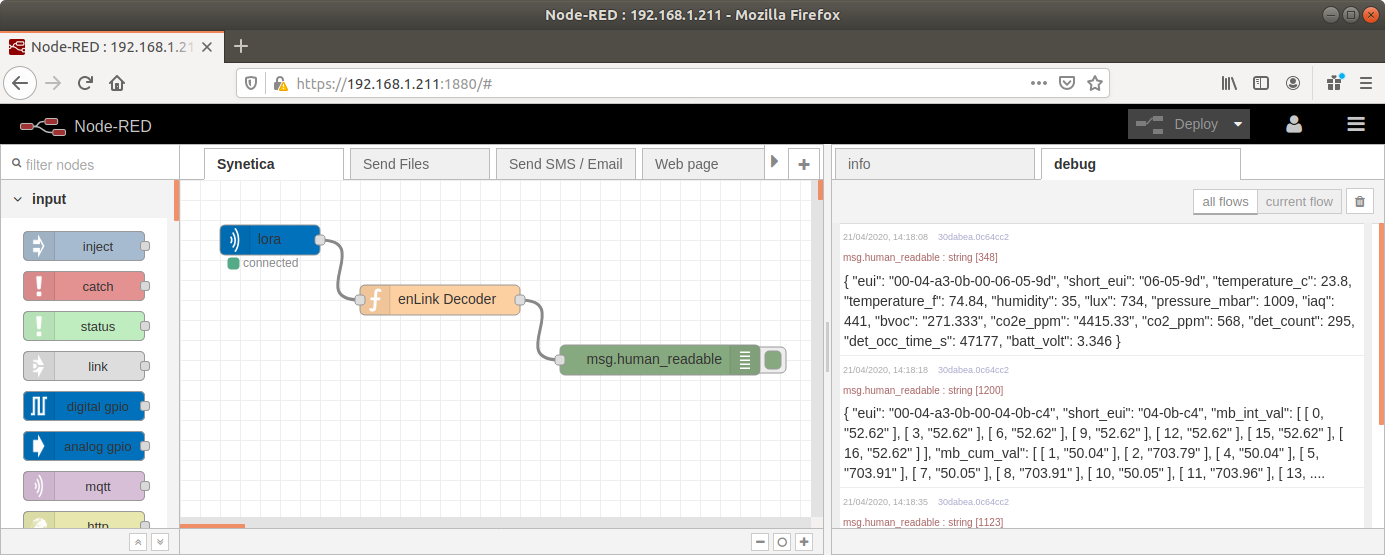 Node-RED : 192.168.1.211 - Mozilla Firefox
Node-RED : 192.168.1.21
https://192.168.1.211:1880/#
Node-RED
Deploy
filter nodes
Synetica
Send Files
Send SMS / Email
Web page
info
debug
input
all flows
current flow
inject
catch
status
link
digital gpio
analog gpio
mqtt
http
lora
connected
enLink Decoder
msg.human_readable
21/04/2020, 14:18:08 30dabea.0c64cc2
msg.human_readable : string [348]
{ "eui": "00-04-a3-0b-00-06-05-9d", "short_eui": "06-05-9d", "temperature_c": 23.8,
"temperature_f": 74.84, "humidity": 35, "lux": 734, "pressure_mbar": 1009, "iaq":
441, "bvoc": "271.333", "co2e_ppm": "4415.33", "co2_ppm": 568, "det_count": 295,
"det_occ_time_s": 47177, "batt_volt": 3.346 }
21/04/2020, 14:18:18 30dabea.0c64cc2
msg.human_readable : string [1200]
{ "eui": "00-04-a3-0b-00-04-0b-c4", "short_eui": "04-0b-c4", "mb_int_val": [ [ 0,
"52.62" ], [ 3, "52.62" ], [ 6, "52.62" ], [ 9, "52.62" ], [ 12, "52.62" ], [ 15, "52.62" ], [
16, "52.62" ] ], "mb_cum_val": [ [ 1, "50.04" ], [ 2, "703.79" ], [ 4, "50.04" ], [ 5,
"703.91" ], [ 7, "50.05" ], [ 8, "703.91" ], [ 10, "50.05" ], [ 11, "703.96" ], [ 13, ....
21/04/2020, 14:18:35 30dabea.0c64cc2
msg.human_readable : string [1123]